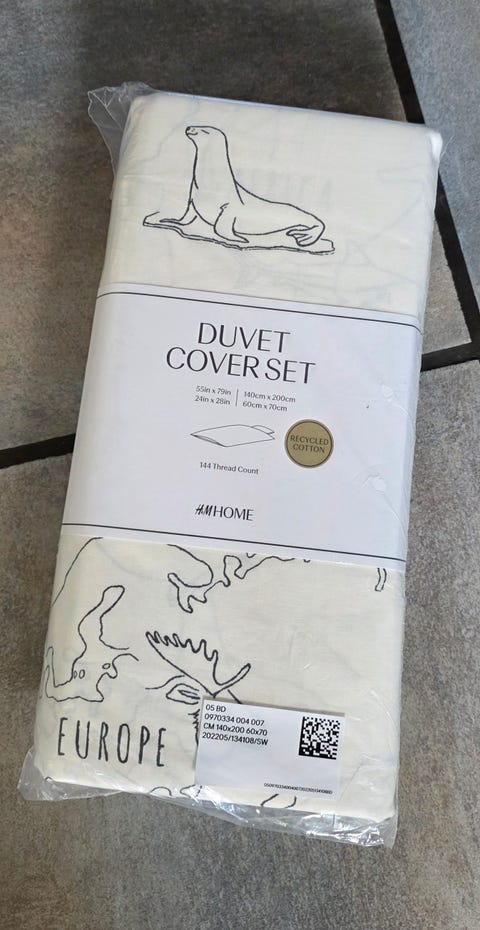 DUVET
COVER SET
55in x 79in | 140cm x 200cm
24in x 28in | 60cm x 70cm
RECYCLED
COTTON
144 Thread Count
H&M HOME
EUROPE
05 BD
0970334 004 007
CM 140x200 60x70
202205/134108/SW